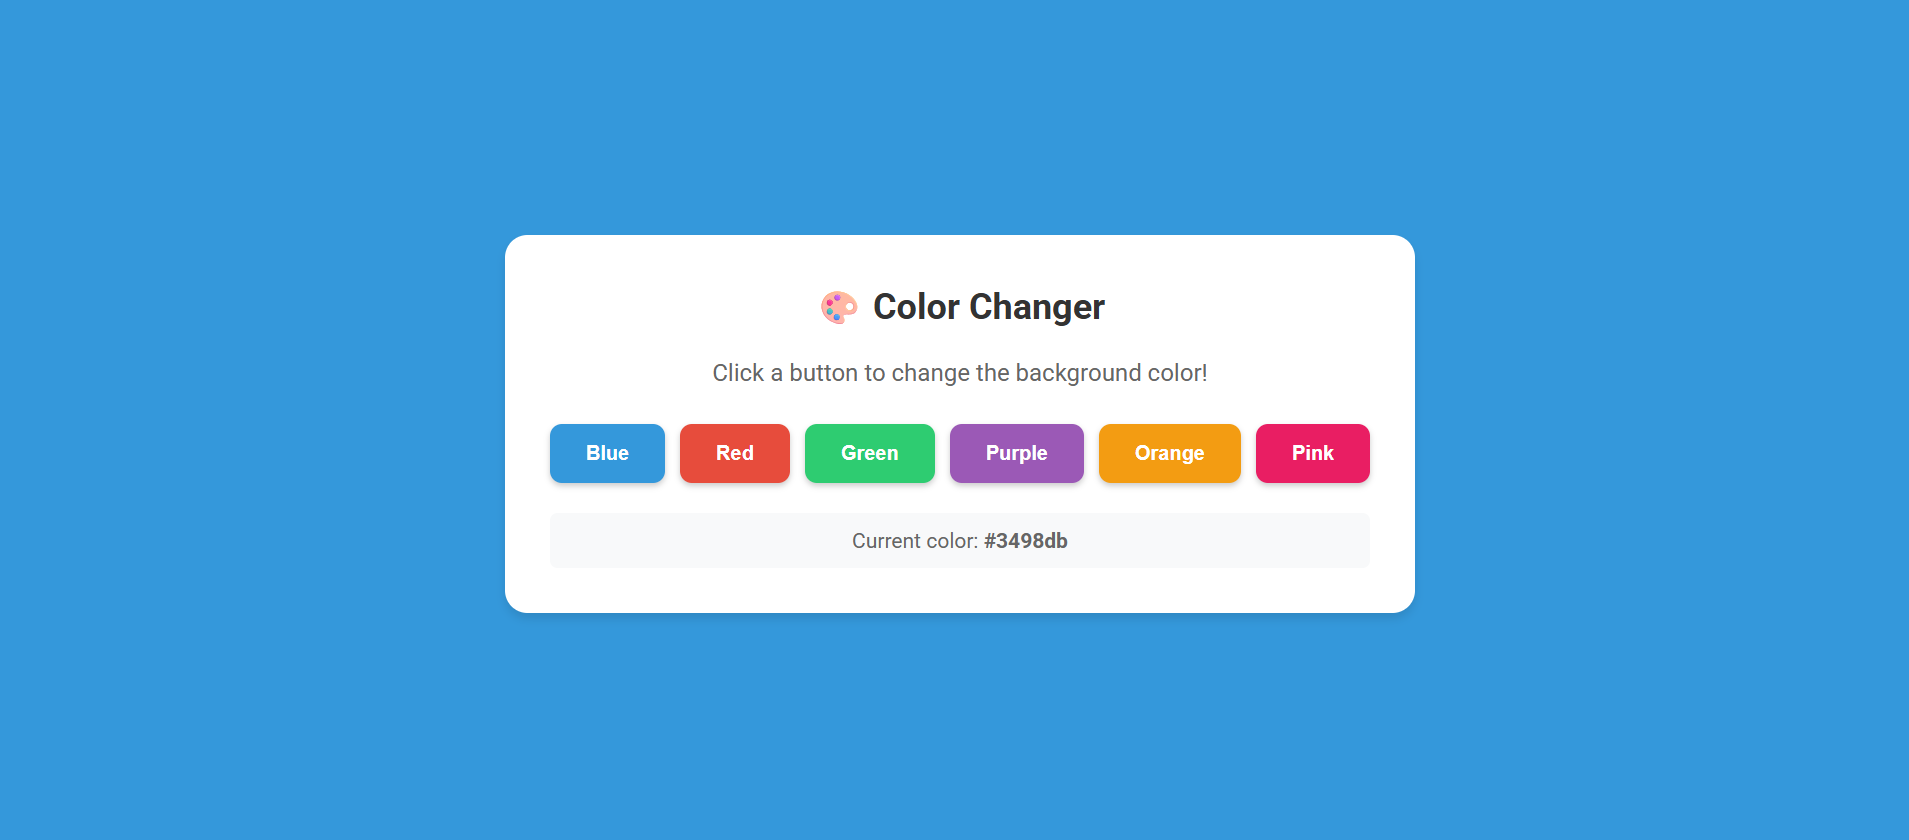 🎨 Color Changer
Click a button to change the background color!
Blue Red Green Purple Orange Pink
Current color: #3498db